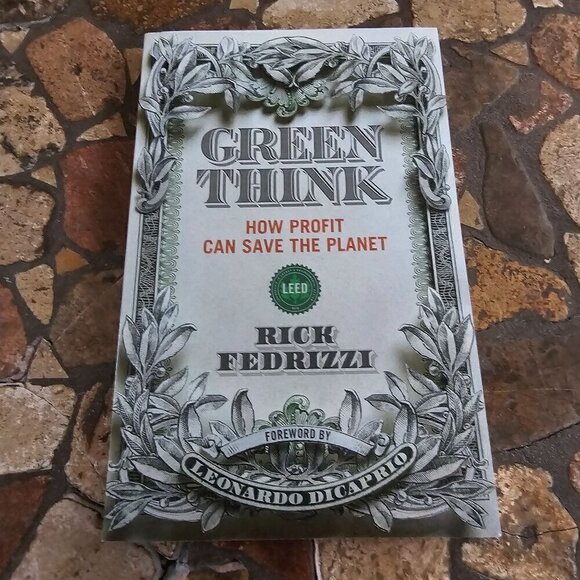 GREEN
THINK
HOW PROFIT
CAN SAVE THE PLANET
LEED
RICK
FEDRIZZI
FOREWORD BY
LEONARDO DICAPRIO